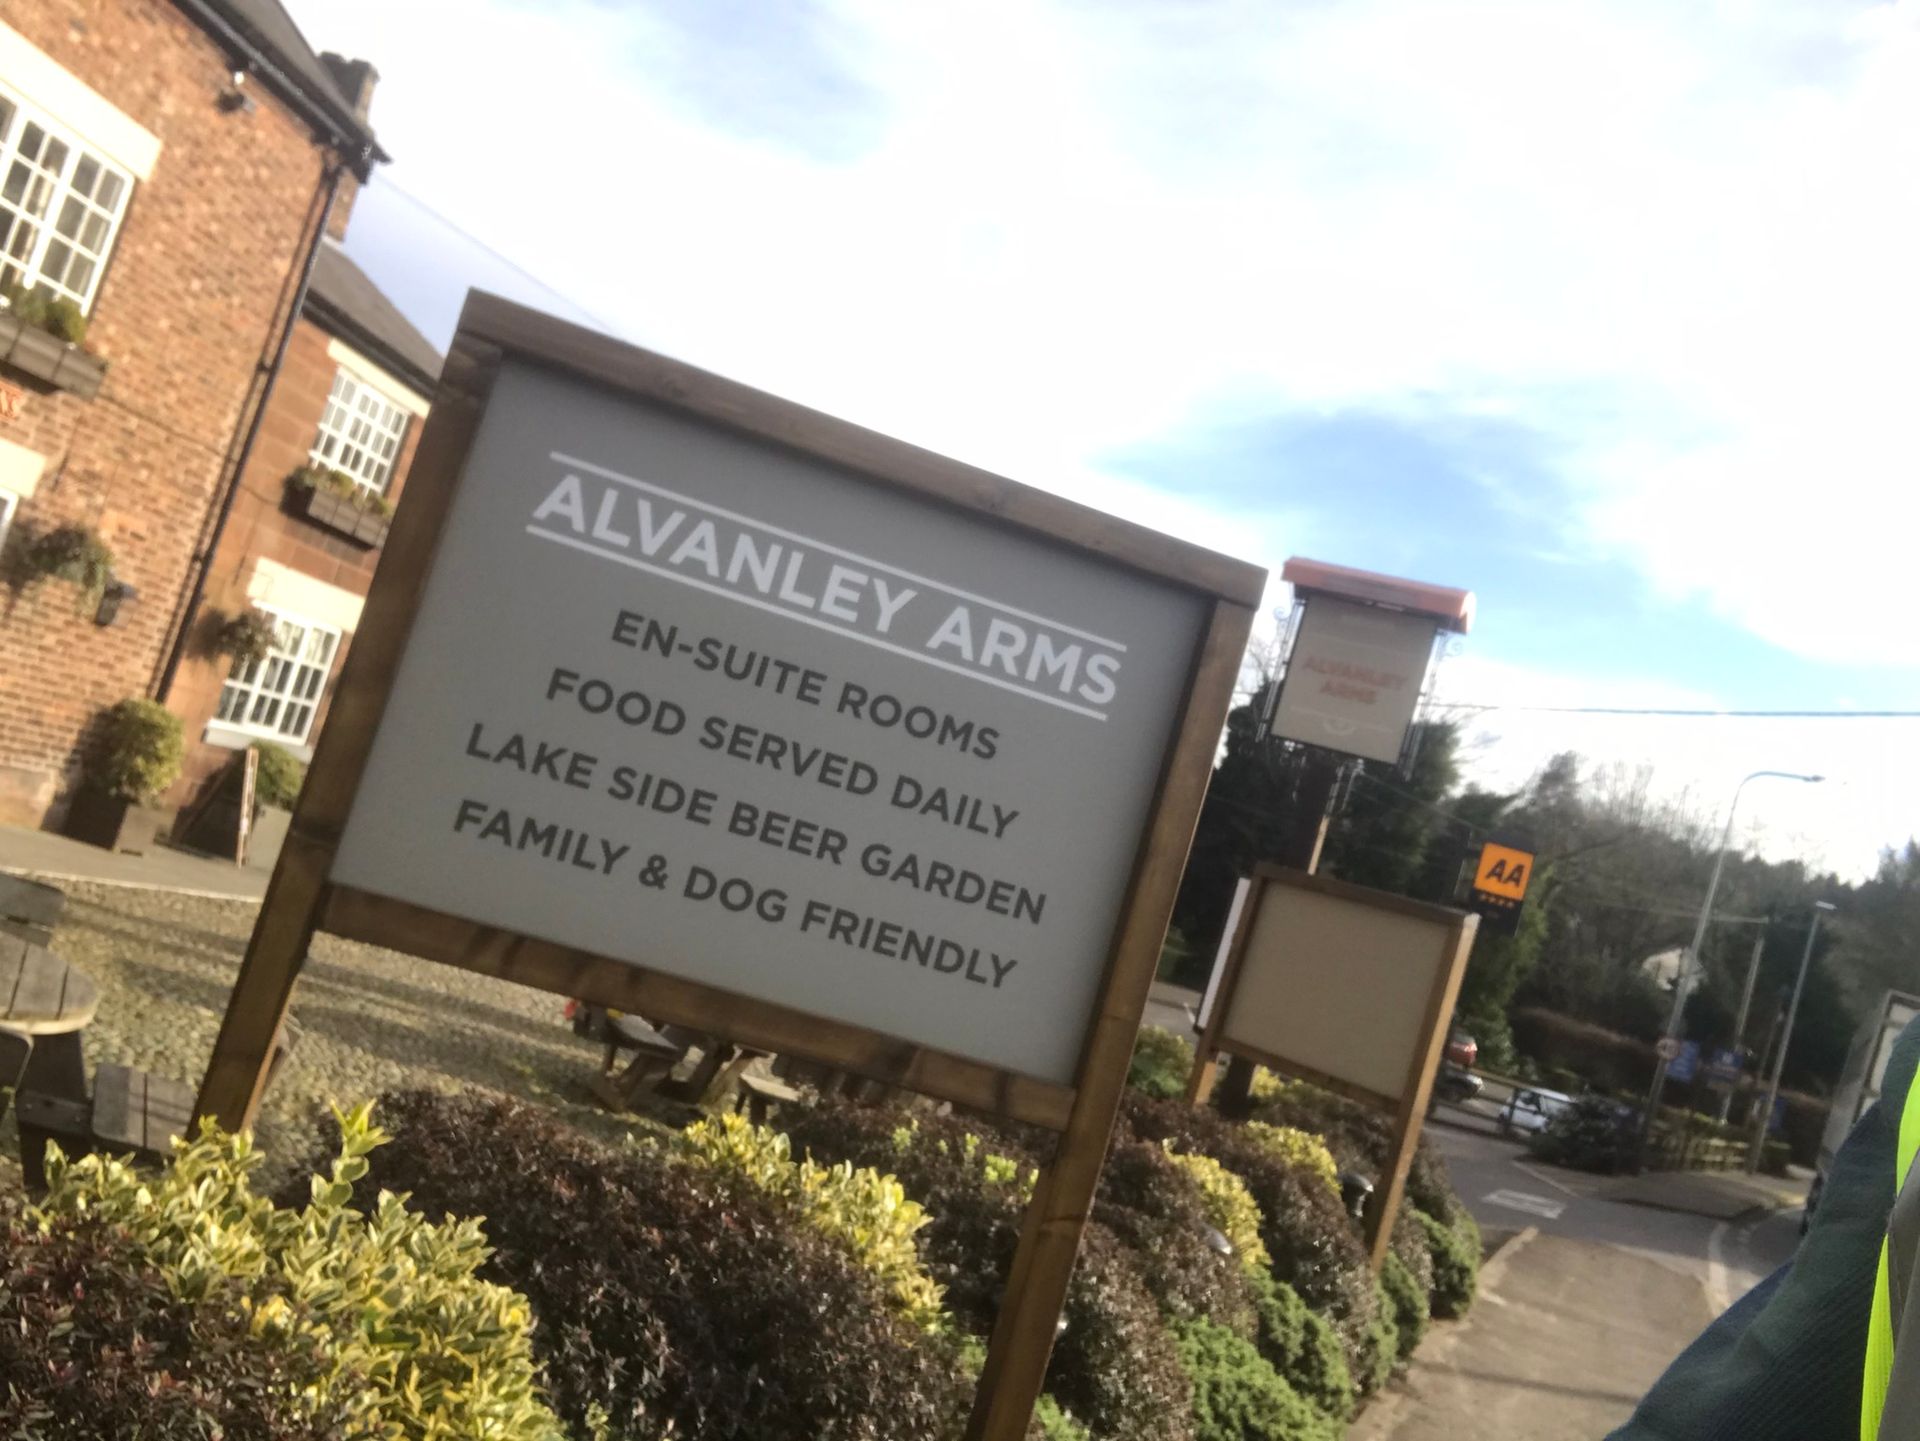 ALVANLEY ARMS
EN-SUITE ROOMS
FOOD SERVED DAILY
LAKE SIDE BEER GARDEN
FAMILY & DOG FRIENDLY
ALVANLEY
ARMS
AA